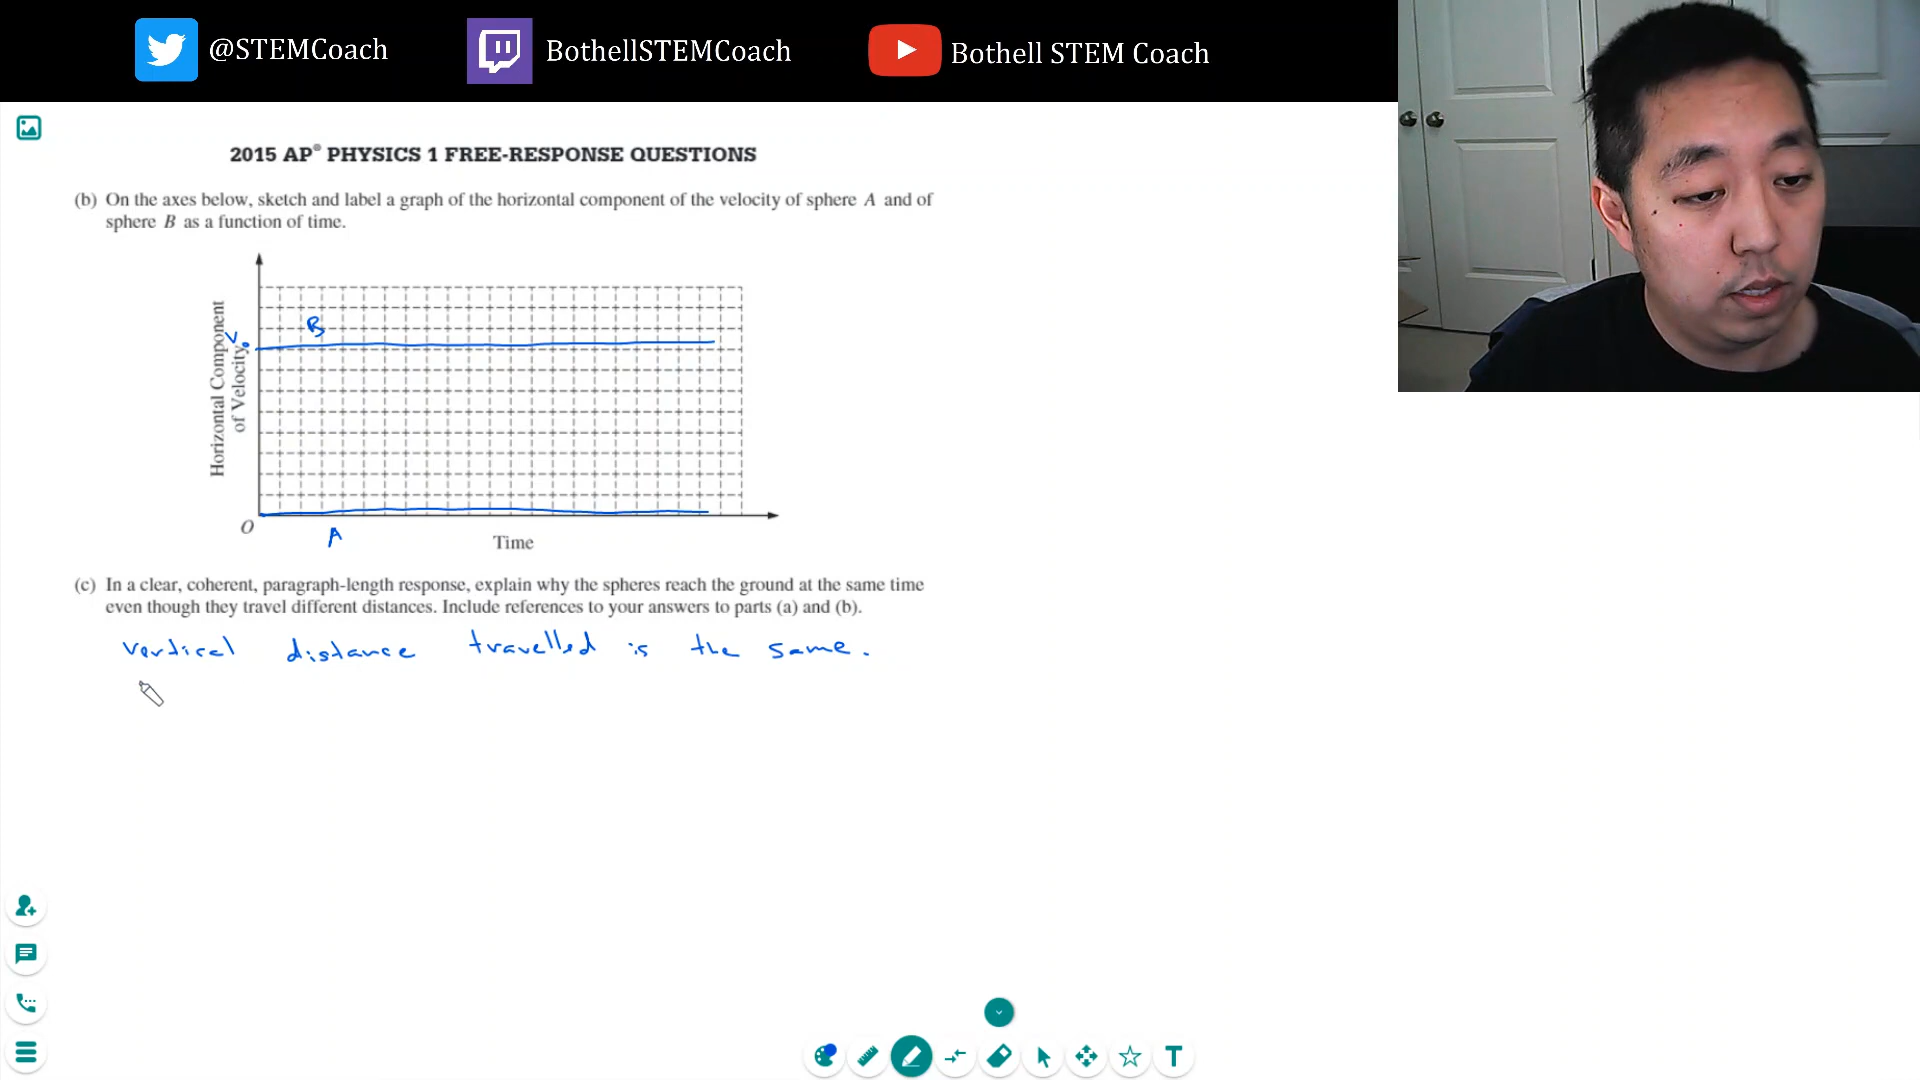 @STEMCoach BothellSTEMCoach Bothell STEM Coach
2015 AP® PHYSICS 1 FREE-RESPONSE QUESTIONS
(b) On the axes below, sketch and label a graph of the horizontal component of the velocity of sphere A and of
sphere B as a function of time.
Horizontal Component
of Velocity
v₀
B
O
A
Time
(c) In a clear, coherent, paragraph-length response, explain why the spheres reach the ground at the same time
even though they travel different distances. Include references to your answers to parts (a) and (b).
vertical distance travelled is the same.
T